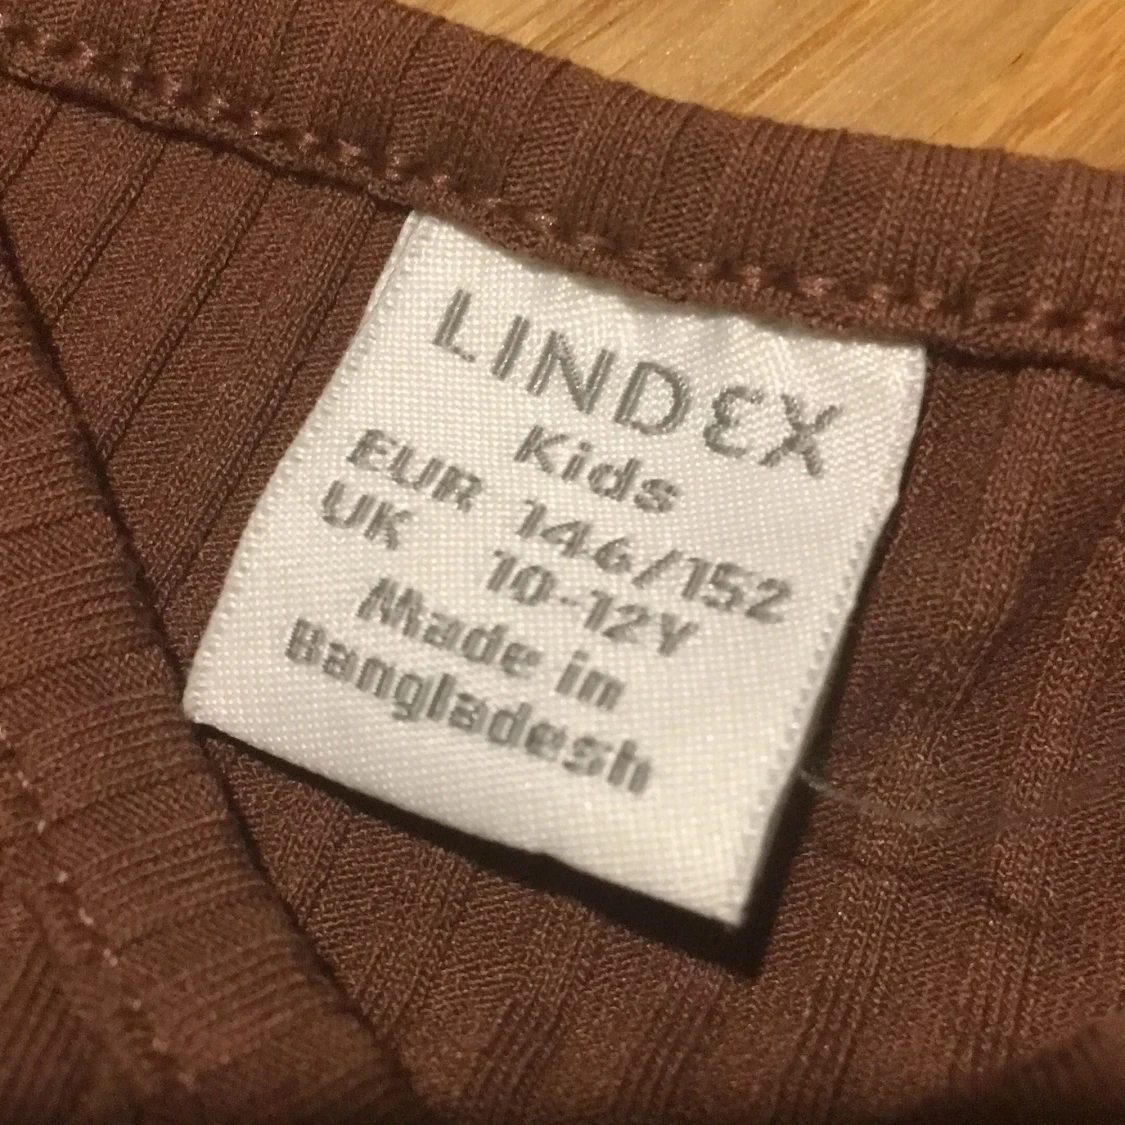 LINDEX
Kids
EUR 146/152
UK 10-12Y
Made in
Bangladesh